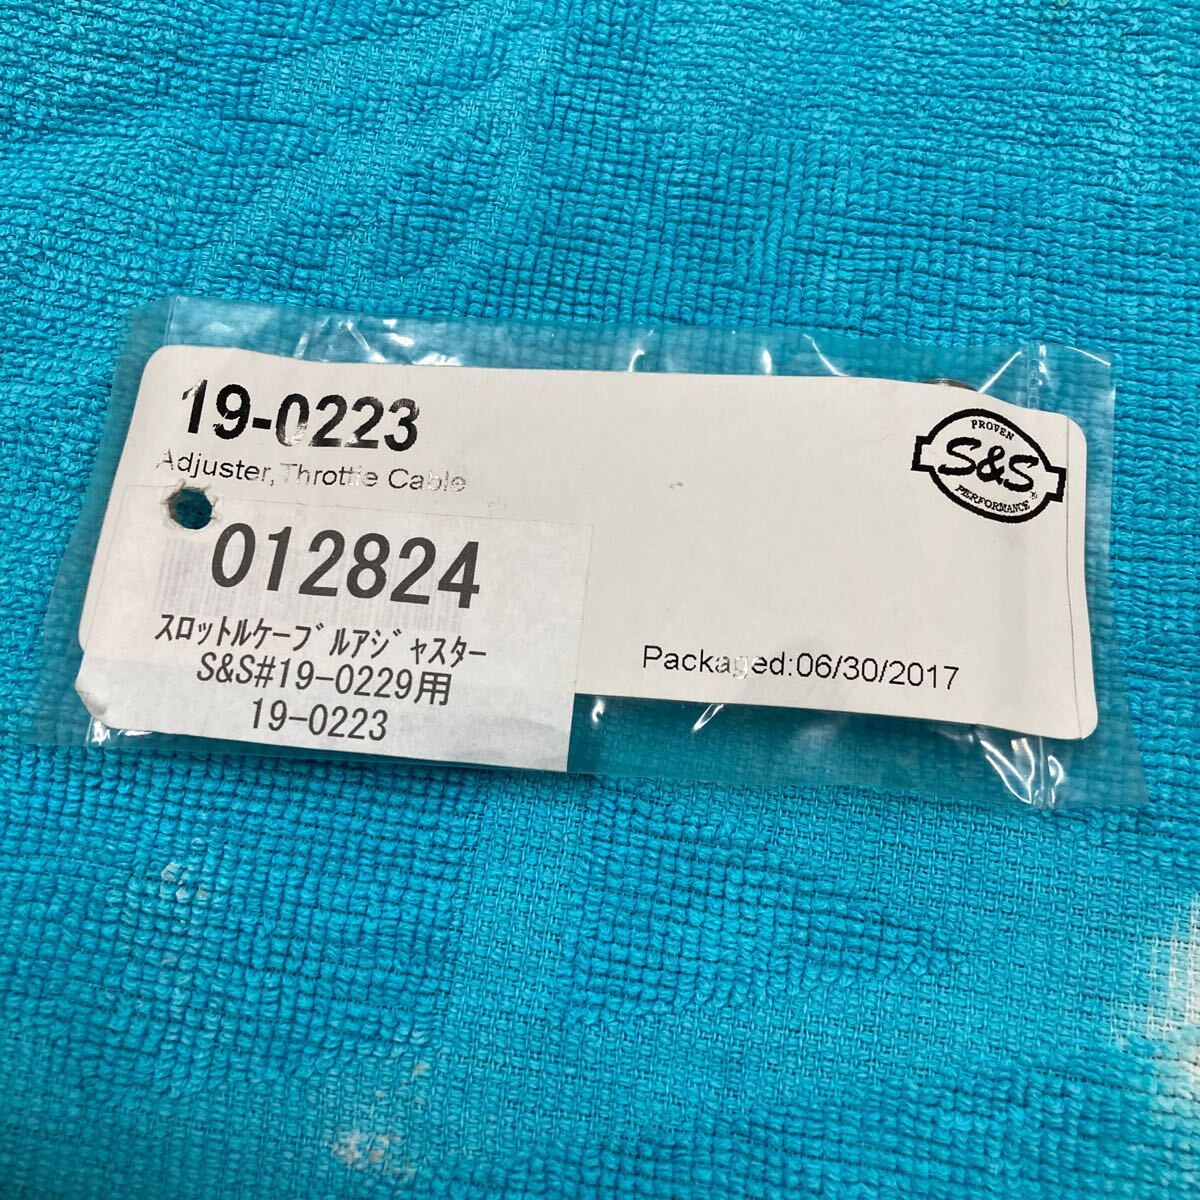 19-0223
Adjuster, Throttle Cable
PROVEN
S&S
PERFORMANCE
®
012824
スロットルケーブルアジャスター
S&S#19-0229用
19-0223
Packaged:06/30/2017